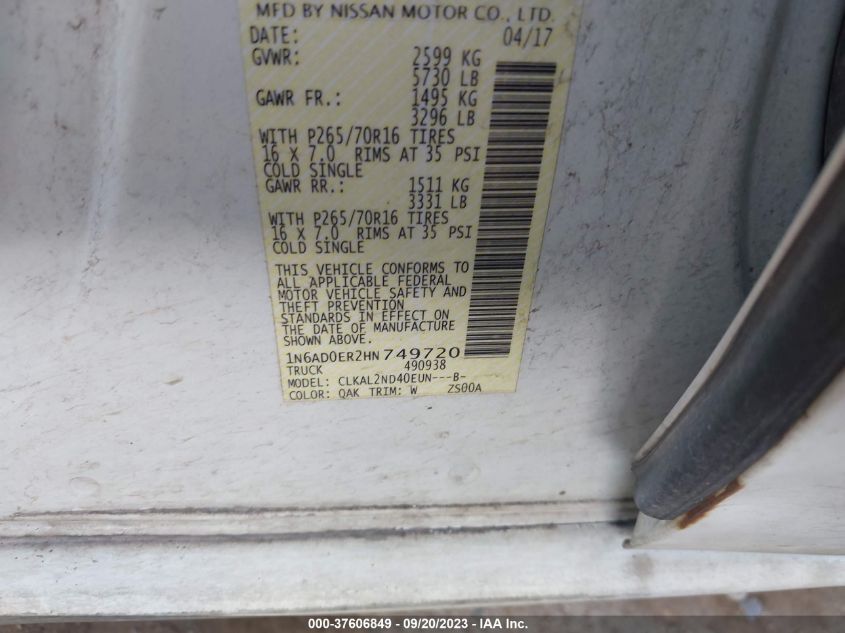 MFD BY NISSAN MOTOR CO., LTD.
DATE: 04/17
GVWR: 2599 KG
5730 LB
GAWR FR.: 1495 KG
3296 LB
WITH P265/70R16 TIRES
16 X 7.0 RIMS AT 35 PSI
COLD SINGLE
GAWR RR.: 1511 KG
3331 LB
WITH P265/70R16 TIRES
16 X 7.0 RIMS AT 35 PSI
COLD SINGLE
THIS VEHICLE CONFORMS TO
ALL APPLICABLE FEDERAL
MOTOR VEHICLE SAFETY AND
THEFT PREVENTION
STANDARDS IN EFFECT ON
THE DATE OF MANUFACTURE
SHOWN ABOVE.
1N6AD0ER2HN749720
TRUCK 490938
MODEL: CLKAL2ND40EUN---B-
COLOR: QAK TRIM: W ZS00A
000-37606849 - 09/20/2023 - IAA Inc.